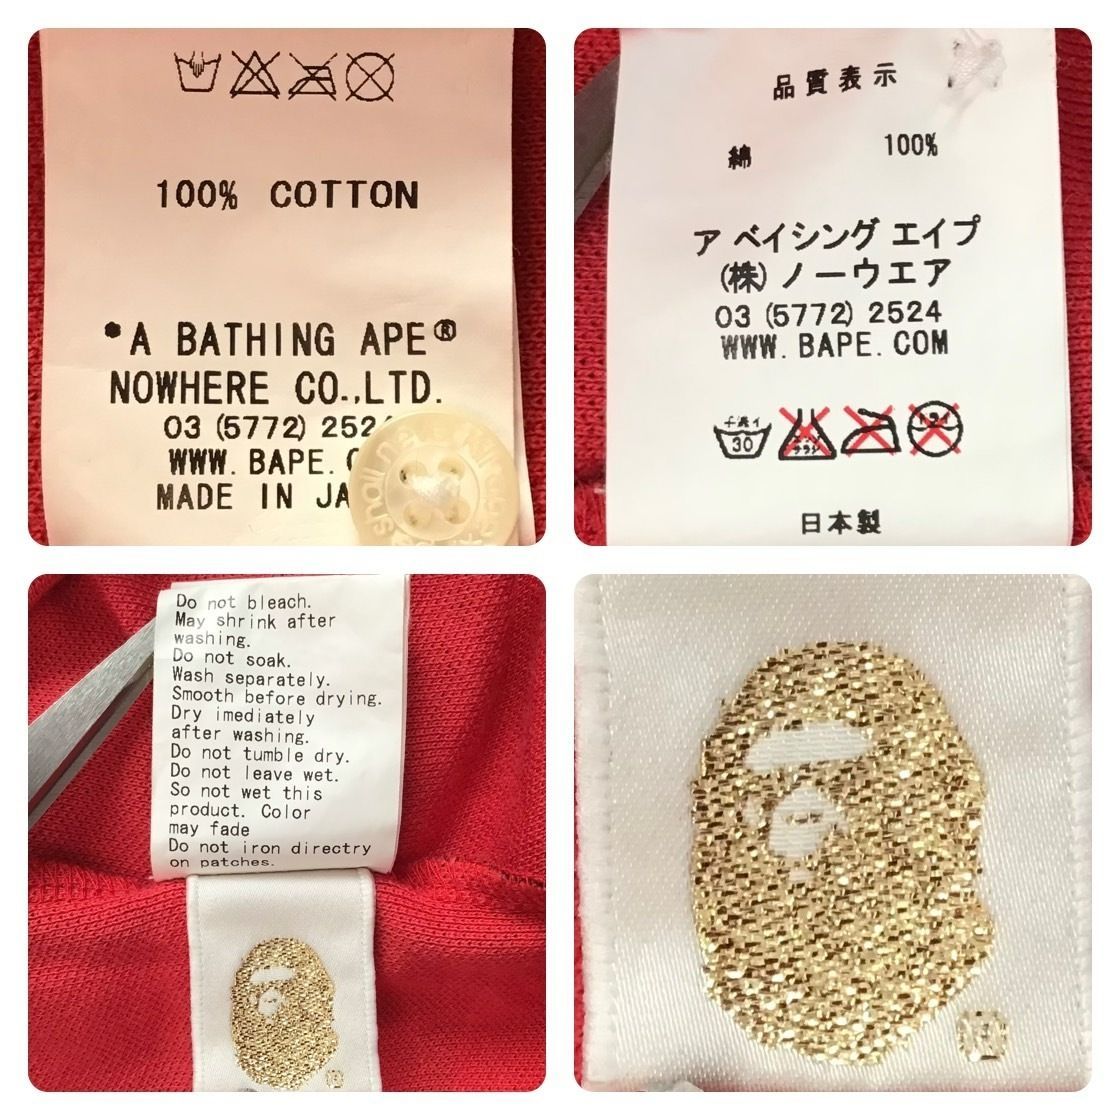 100% COTTON
*A BATHING APE®
NOWHERE CO.,LTD.
03 (5772) 252
WWW. BAPE.
MADE IN JA
品質表示
綿 100%
ア ベイシング エイプ
(株) ノーウエア
03 (5772) 2524
WWW. BAPE. COM
30
日本製
Do not bleach.
May shrink after
washing.
Do not soak.
Wash separately.
Smooth before drying.
Dry imediately
after washing.
Do not tumble dry.
Do not leave wet.
So not wet this
product. Color
may fade
Do not iron directry
on patches.
®
®